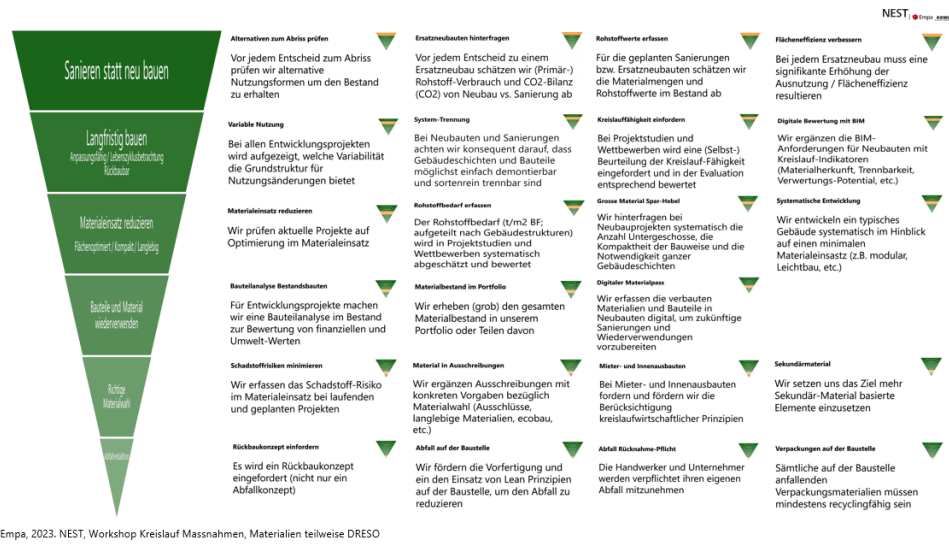 NEST
Empa
Sanieren statt neu bauen
Langfristig bauen
Anpassungsfähig / Lebenszyklusbetrachtung
Rückbaubar
Materialeinsatz reduzieren
Flächenoptimiert / Kompakt / Langlebig
Bauteile und Material
wiederverwenden
Richtige
Materialwahl
Alternativen zum Abriss prüfen
Vor jedem Entscheid zum Abriss
prüfen wir alternative
Nutzungsformen um den Bestand
zu erhalten
Ersatzneubauten hinterfragen
Vor jedem Entscheid zu einem
Ersatzneubau schätzen wir (Primär-)
Rohstoff-Verbrauch und CO2-Bilanz
(CO2) von Neubau vs. Sanierung ab
Rohstoffwerte erfassen
Für die geplanten Sanierungen
bzw. Ersatzneubauten schätzen wir
die Materialmengen und
Rohstoffwerte im Bestand ab
Flächeneffizienz verbessern
Bei jedem Ersatzneubau muss eine
signifikante Erhöhung der
Ausnutzung / Flächeneffizienz
resultieren
Variable Nutzung
Bei allen Entwicklungsprojekten
wird aufgezeigt, welche Variabilität
die Grundstruktur für
Nutzungsänderungen bietet
System-Trennung
Bei Neubauten und Sanierungen
achten wir konsequent darauf, dass
Gebäudeschichten und Bauteile
möglichst einfach demontierbar
und sortenrein trennbar sind
Kreislauffähigkeit einfordern
Bei Projektstudien und
Wettbewerben wird eine (Selbst-)
Beurteilung der Kreislauf-Fähigkeit
eingefordert und in der Evaluation
entsprechend bewertet
Digitale Bewertung mit BIM
Wir ergänzen die BIM-
Anforderungen für Neubauten mit
Kreislauf-Indikatoren
(Materialherkunft, Trennbarkeit,
Verwertungs-Potential, etc.)
Materialeinsatz reduzieren
Wir prüfen aktuelle Projekte auf
Optimierung im Materialeinsatz
Rohstoffbedarf erfassen
Der Rohstoffbedarf (t/m2 BF;
aufgeteilt nach Gebäudestrukturen)
wird in Projektstudien und
Wettbewerben systematisch
abgeschätzt und bewertet
Grosse Material Spar-Hebel
Wir hinterfragen bei
Neubauprojekten systematisch die
Anzahl Untergeschosse, die
Kompaktheit der Bauweise und die
Notwendigkeit ganzer
Gebäudeschichten
Systematische Entwicklung
Wir entwickeln ein typisches
Gebäude systematisch im Hinblick
auf einen minimalen
Materialeinsatz (z.B. modular,
Leichtbau, etc.)
Bauteilanalyse Bestandsbauten
Für Entwicklungsprojekte machen
wir eine Bauteilanalyse im Bestand
zur Bewertung von finanziellen und
Umwelt-Werten
Materialbestand im Portfolio
Wir erheben (grob) den gesamten
Materialbestand in unserem
Portfolio oder Teilen davon
Digitaler Materialpass
Wir erfassen die verbauten
Materialien und Bauteile in
Neubauten digital, um zukünftige
Sanierungen und
Wiederverwendungen
vorzubereiten
Schadstoffrisiken minimieren
Wir erfassen das Schadstoff-Risiko
im Materialeinsatz bei laufenden
und geplanten Projekten
Material in Ausschreibungen
Wir ergänzen Ausschreibungen mit
konkreten Vorgaben bezüglich
Materialwahl (Ausschlüsse,
langlebige Materialien, ecobau,
etc.)
Mieter- und Innenausbauten
Bei Mieter- und Innenausbauten
fordern und fördern wir die
Berücksichtigung
kreislaufwirtschaftlicher Prinzipien
Sekundärmaterial
Wir setzen uns das Ziel mehr
Sekundär-Material basierte
Elemente einzusetzen
Rückbaukonzept einfordern
Es wird ein Rückbaukonzept
eingefordert (nicht nur ein
Abfallkonzept)
Abfall auf der Baustelle
Wir fördern die Vorfertigung und
ein den Einsatz von Lean Prinzipien
auf der Baustelle, um den Abfall zu
reduzieren
Abfall Rücknahme-Pflicht
Die Handwerker und Unternehmer
werden verpflichtet ihren eigenen
Abfall mitzunehmen
Verpackungen auf der Baustelle
Sämtliche auf der Baustelle
anfallenden
Verpackungsmaterialien müssen
mindestens recyclingfähig sein
Empa, 2023. NEST, Workshop Kreislauf Massnahmen, Materialien teilweise DRESO